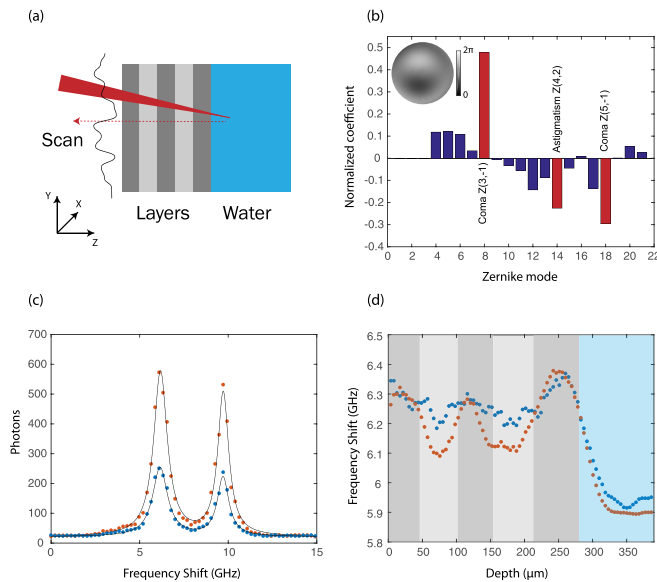 (a)
Scan
Y
X
Z
Layers
Water
(b)
Normalized coefficient
0.5
0.4
0.3
0.2
0.1
0
-0.1
-0.2
-0.3
-0.4
2π
0
Coma Z(3,-1)
Astigmatism Z(4,2)
Coma Z(5,-1)
0 2 4 6 8 10 12 14 16 18 20 22
Zernike mode
(c)
Photons
700
600
500
400
300
200
100
0
0 5 10 15
Frequency Shift (GHz)
(d)
Frequency Shift (GHz)
6.5
6.4
6.3
6.2
6.1
6
5.9
5.8
0 50 100 150 200 250 300 350
Depth (μm)